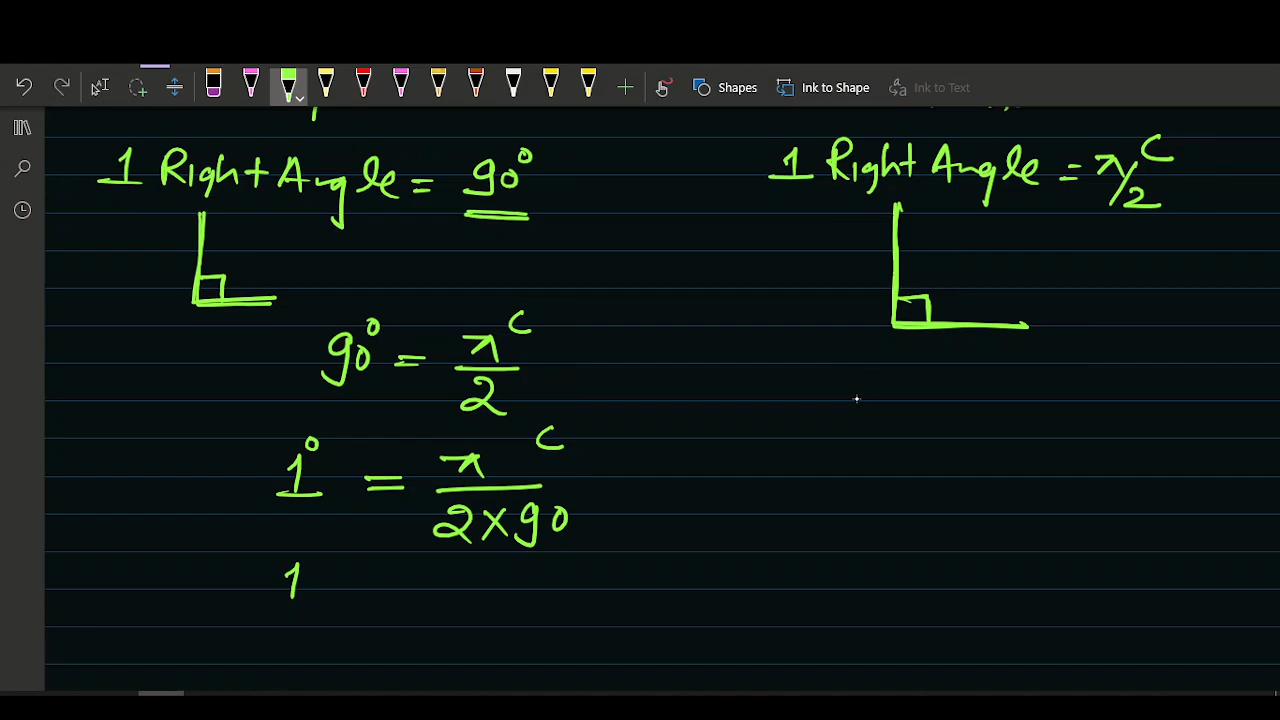 Shapes Ink to Shape Ink to Text
1 Right Angle = 90°
1 Right Angle = π/2 ᶜ
90° = π/2 ᶜ
1° = π/(2×90) ᶜ
1